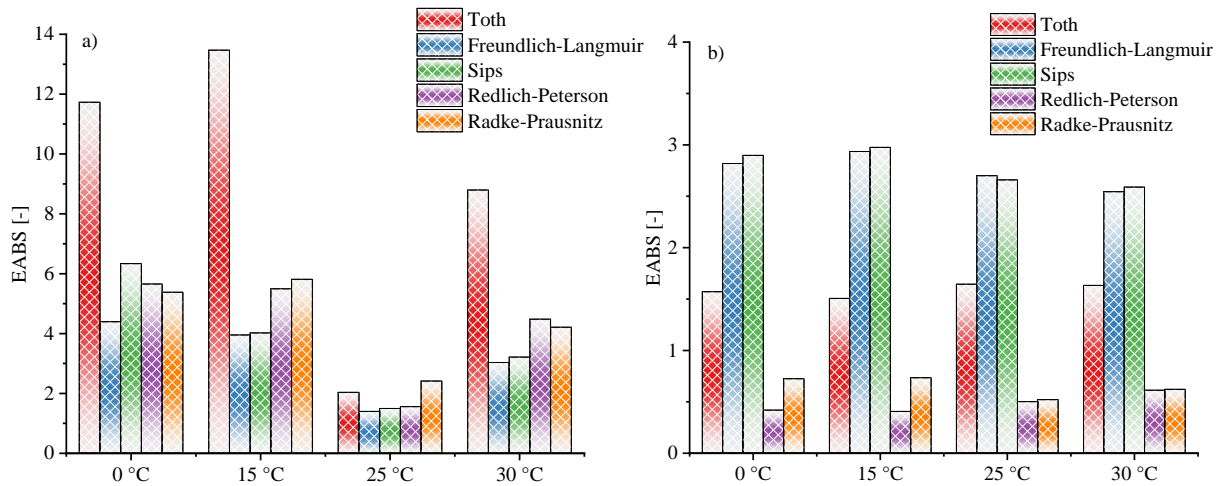 a)
Toth
Freundlich-Langmuir
Sips
Redlich-Peterson
Radke-Prausnitz
EABS [-]
14
12
10
8
6
4
2
0
0 °C 15 °C 25 °C 30 °C
b)
Toth
Freundlich-Langmuir
Sips
Redlich-Peterson
Radke-Prausnitz
EABS [-]
4
3
2
1
0
0 °C 15 °C 25 °C 30 °C